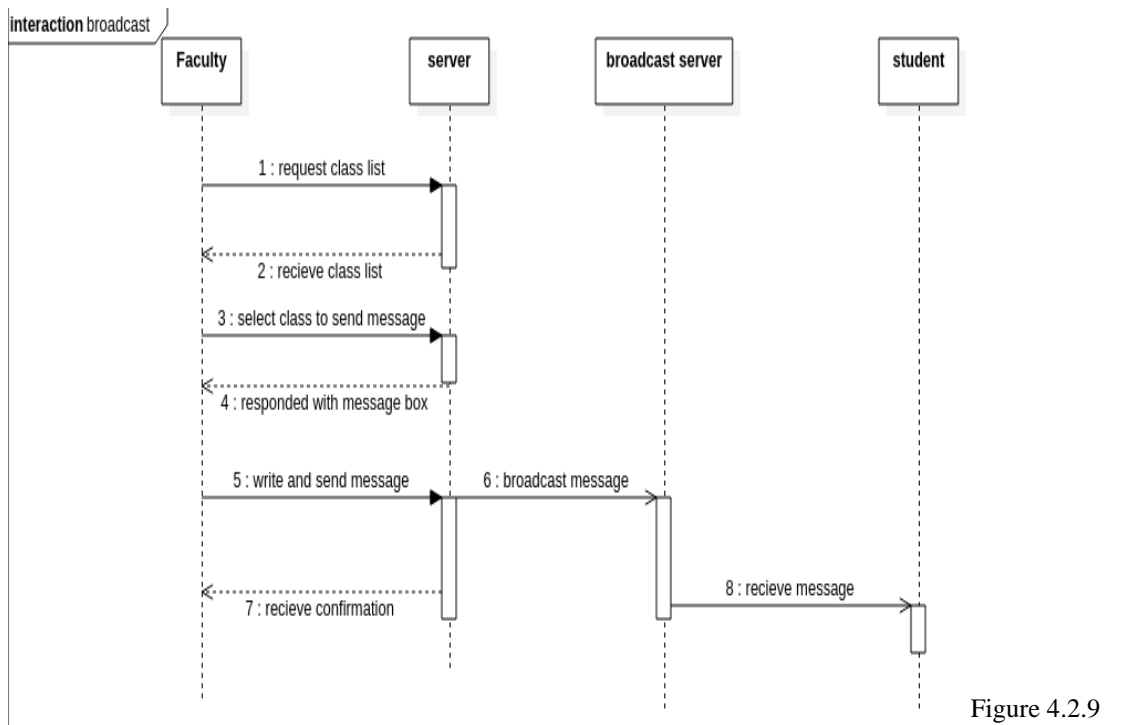 interaction broadcast
Faculty
server
broadcast server
student
1 : request class list
2 : recieve class list
3 : select class to send message
4 : responded with message box
5 : write and send message
6 : broadcast message
7 : recieve confirmation
8 : recieve message
Figure 4.2.9